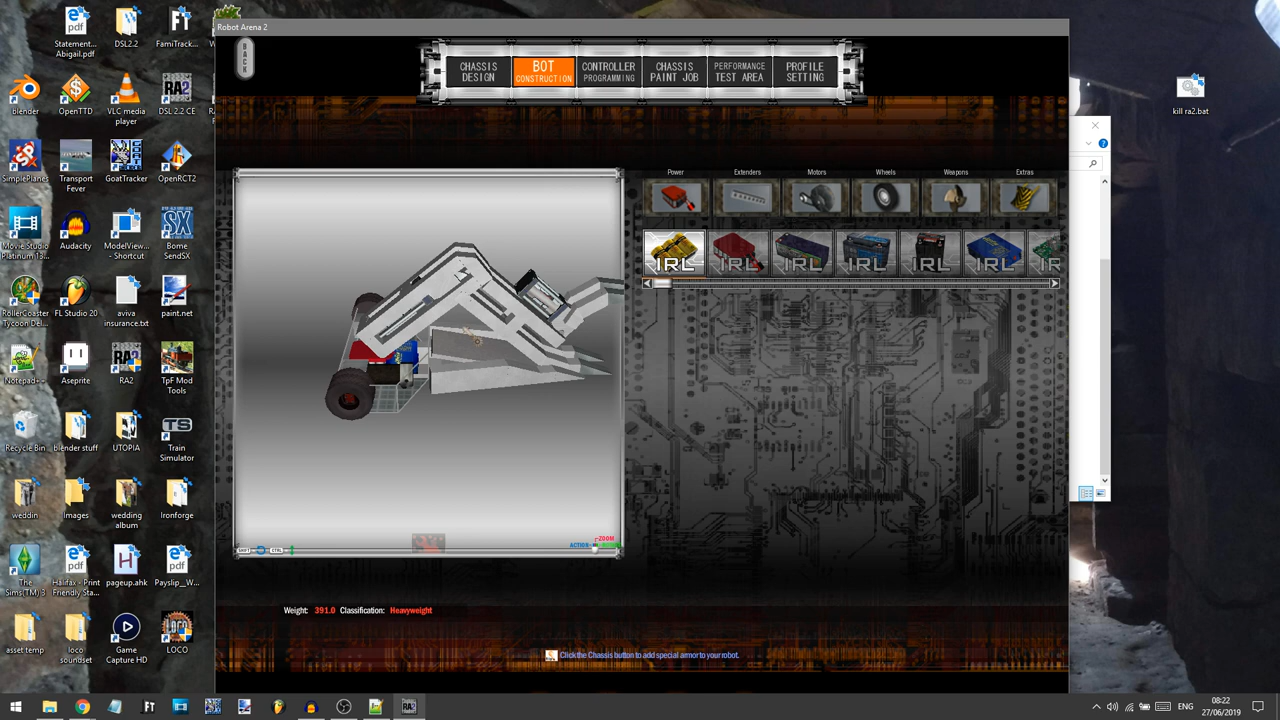 Robot Arena 2
BACK
CHASSIS DESIGN
BOT CONSTRUCTION
CONTROLLER PROGRAMMING
CHASSIS PAINT JOB
PERFORMANCE TEST AREA
PROFILE SETTING
Power
Extenders
Motors
Wheels
Weapons
Extras
IRL
IRL
IRL
IRL
IRL
IRL
SHIFT
CTRL
ZOOM
ACTION
Weight: 391.0 Classification: Heavyweight
Click the Chassis button to add special armor to your robot.
Statement...
Abigail.pdf
DSL2.2
FamiTrack...
Blender
OpenTTD
VLC media
player
DSL 2.2 CE
SimplePlanes
Transport
Fever
GoatTracker
OpenRCT2
Movie Studio
Platinum 13...
Audacity
ModelView...
- Shortcut
Bome
SendSX
RollerCoaster
Tycoon Del...
FL Studio 20
aviva
insurance.txt
paint.net
Notepad++
Aseprite
RA2
TpF Mod
Tools
Recycle Bin
blender stuff
UTOPIA
Train
Simulator
weddin
Images
wedding
album
Ironforge
The
Sims(TM) 3
Halifax - Print
Friendly Sta...
pageup.ahk
Payslip__W...
asset temp
loco
soundset
Game
Capture HD
LOCO
kill ra2.bat
ENG
08:22
27/06/2019